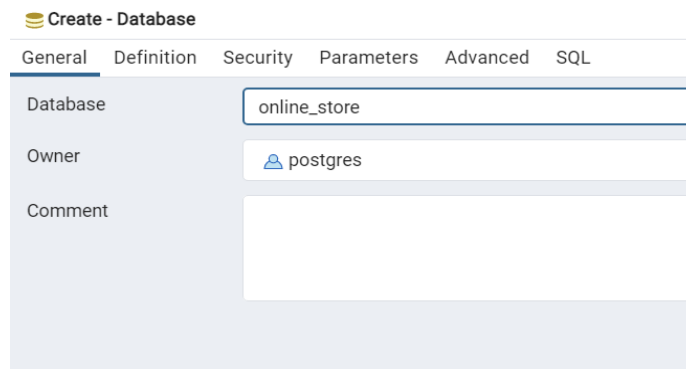 Create - Database
General Definition Security Parameters Advanced SQL
Database online_store
Owner postgres
Comment